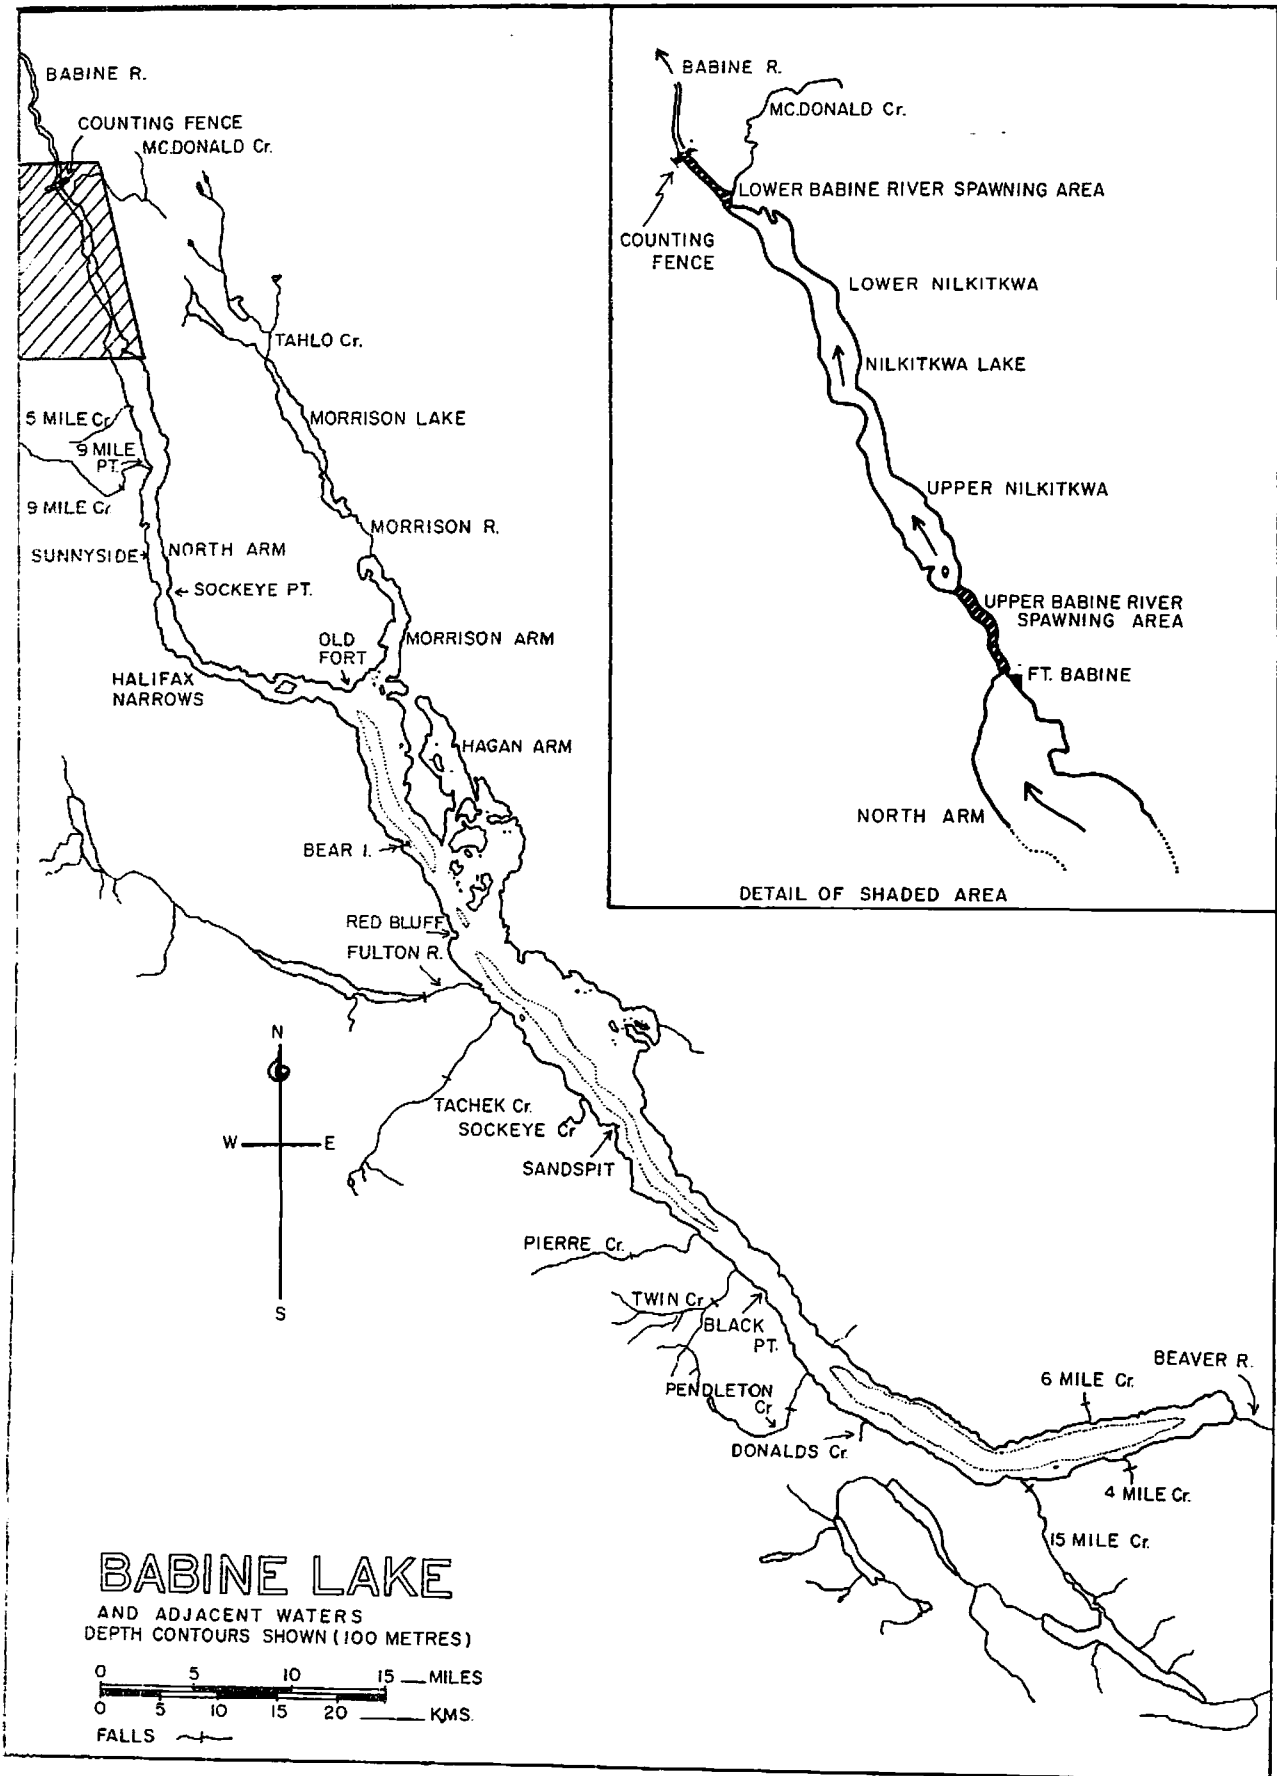 BABINE R.
COUNTING FENCE
MC.DONALD Cr.
TAHLO Cr.
MORRISON LAKE
5 MILE Cr
9 MILE
PT.
9 MILE Cr
MORRISON R.
SUNNYSIDE
NORTH ARM
SOCKEYE PT.
OLD
FORT
MORRISON ARM
HALIFAX
NARROWS
HAGAN ARM
BEAR I.
RED BLUFF
FULTON R.
N
W
E
S
TACHEK Cr.
SOCKEYE Cr
SANDSPIT
PIERRE Cr.
TWIN Cr
BLACK
PT.
PENDLETON
Cr
DONALDS Cr.
6 MILE Cr.
BEAVER R.
4 MILE Cr.
15 MILE Cr.
BABINE R.
MC.DONALD Cr.
LOWER BABINE RIVER SPAWNING AREA
COUNTING
FENCE
LOWER NILKITKWA
NILKITKWA LAKE
UPPER NILKITKWA
UPPER BABINE RIVER
SPAWNING AREA
FT. BABINE
NORTH ARM
DETAIL OF SHADED AREA
BABINE LAKE
AND ADJACENT WATERS
DEPTH CONTOURS SHOWN (100 METRES)
0 5 10 15 MILES
0 5 10 15 20 KMS.
FALLS